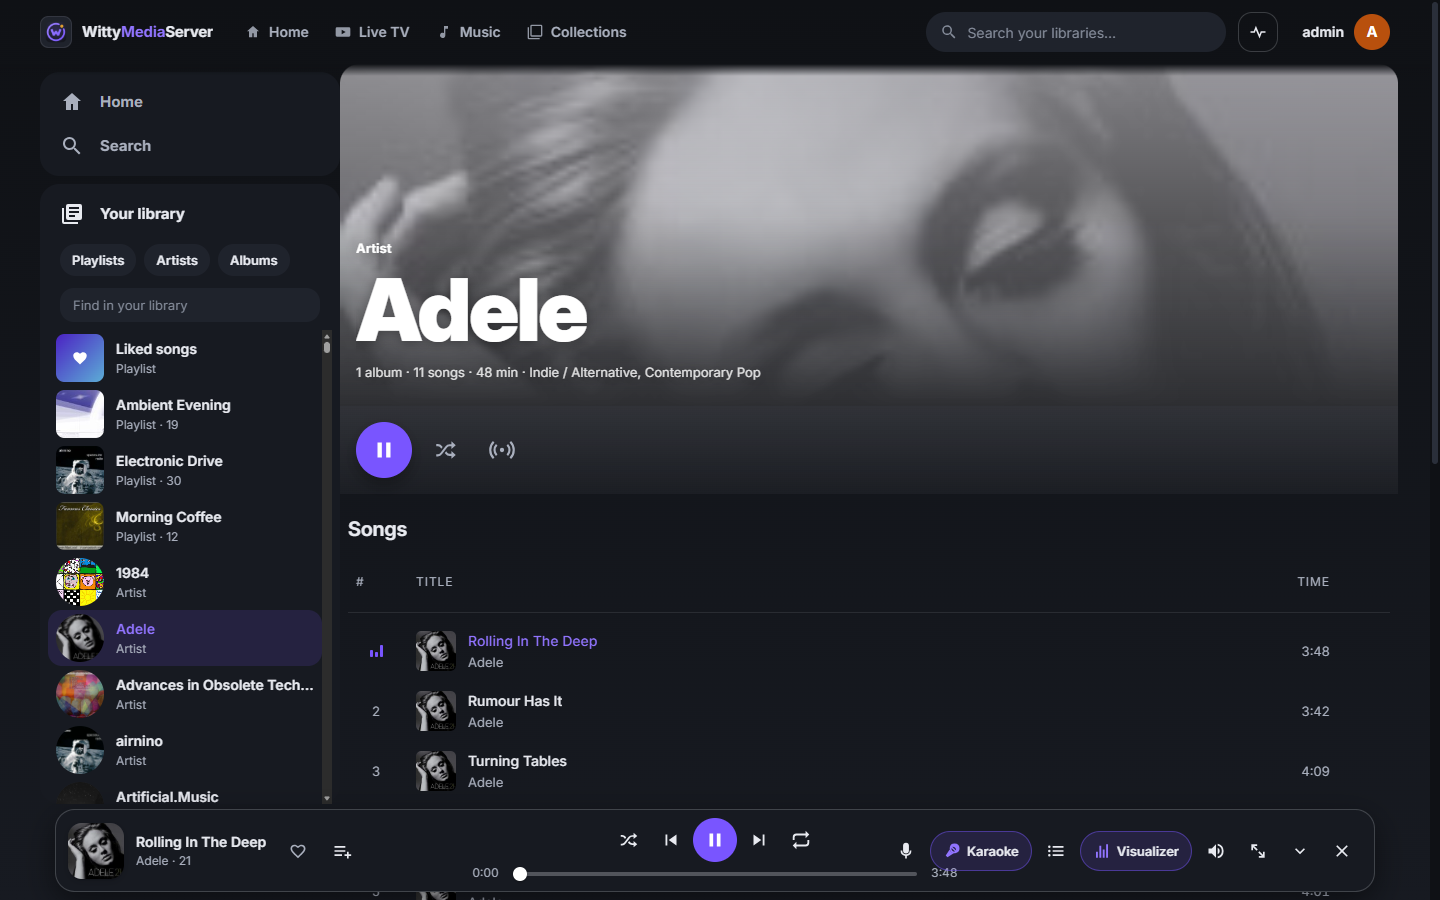 WittyMediaServer
Home
Live TV
Music
Collections
Search your libraries...
admin
A
Home
Search
Your library
Playlists
Artists
Albums
Find in your library
Liked songs
Playlist
Ambient Evening
Playlist · 19
Electronic Drive
Playlist · 30
Morning Coffee
Playlist · 12
1984
Artist
Adele
Artist
Advances in Obsolete Tech...
Artist
airnino
Artist
Artificial.Music
Artist
Adele
1 album · 11 songs · 48 min · Indie / Alternative, Contemporary Pop
Songs
# TITLE TIME
Rolling In The Deep 3:48
Adele
2 Rumour Has It 3:42
Adele
3 Turning Tables 4:09
Adele
Rolling In The Deep
Adele · 21
0:00
3:48
Karaoke
Visualizer